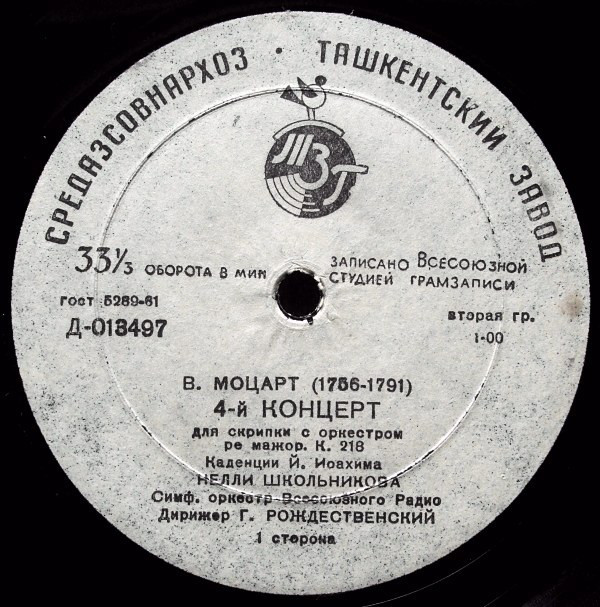 СРЕДАЗСОВНАРХОЗ · ТАШКЕНТСКИЙ ЗАВОД
ТЗГ
33⅓ ОБОРОТА В МИН
ЗАПИСАНО ВСЕСОЮЗНОЙ
СТУДИЕЙ ГРАМЗАПИСИ
ГОСТ 5289-61
Д-013497
вторая гр.
1-00
В. МОЦАРТ (1756-1791)
4-й КОНЦЕРТ
для скрипки с оркестром
ре мажор. К. 218
Каденции Й. Иоахима
НЕЛЛИ ШКОЛЬНИКОВА
Симф. оркестр Всесоюзного Радио
Дирижер Г. РОЖДЕСТВЕНСКИЙ
1 сторона